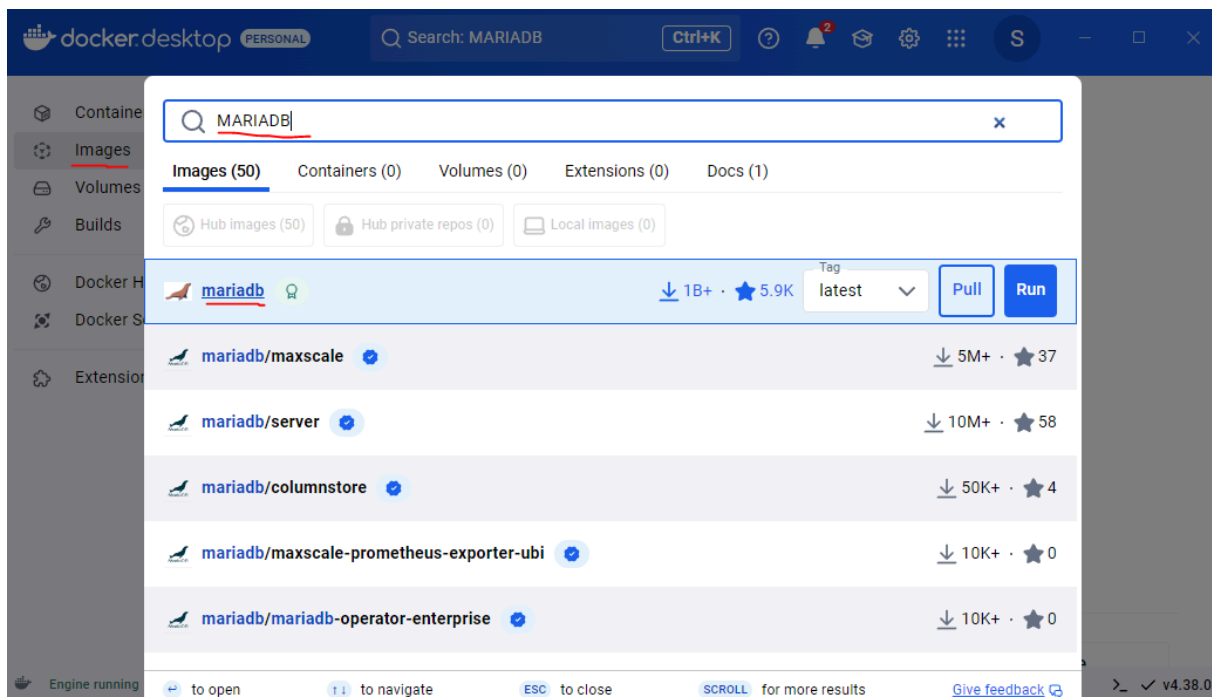 docker.desktop PERSONAL Search: MARIADB Ctrl+K 2 S
Containe
Images
Volumes
Builds
Docker H
Docker S
Extension
MARIADB
Images (50) Containers (0) Volumes (0) Extensions (0) Docs (1)
Hub images (50) Hub private repos (0) Local images (0)
mariadb 1B+ · 5.9K Tag latest Pull Run
mariadb/maxscale 5M+ · 37
mariadb/server 10M+ · 58
mariadb/columnstore 50K+ · 4
mariadb/maxscale-prometheus-exporter-ubi 10K+ · 0
mariadb/mariadb-operator-enterprise 10K+ · 0
to open to navigate ESC to close SCROLL for more results Give feedback
Engine running >_ v4.38.0